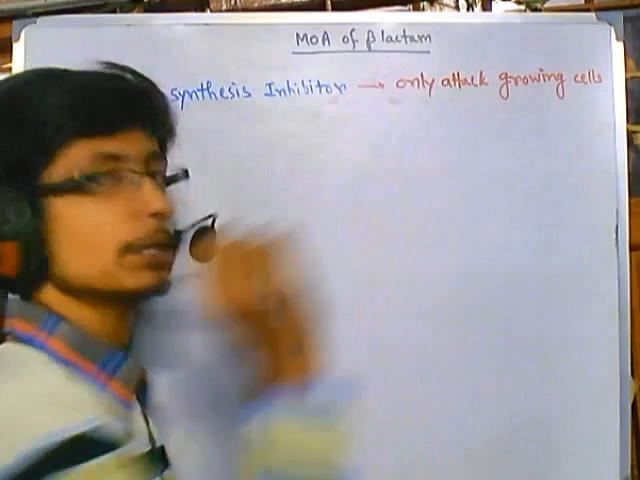 MOA of β lactam
synthesis Inhibitor → only attack growing cells